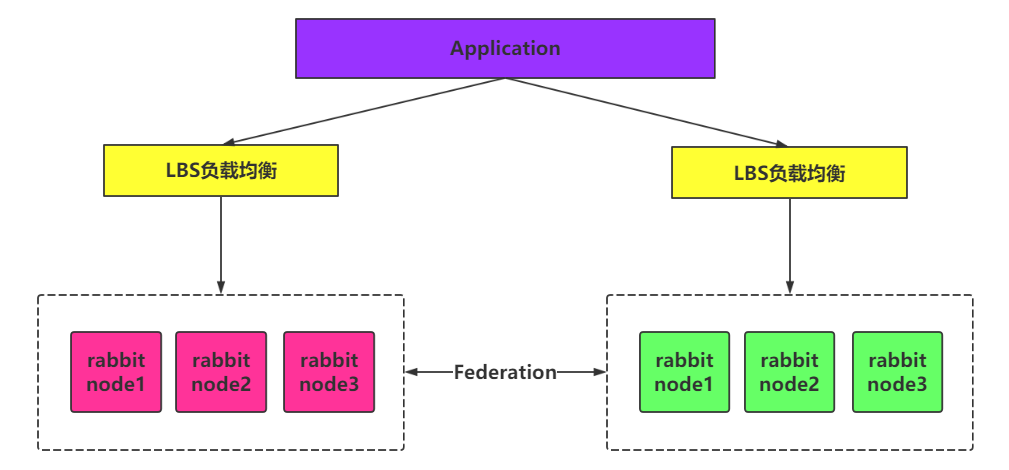 Application
LBS负载均衡
LBS负载均衡
rabbit
node1
rabbit
node2
rabbit
node3
Federation
rabbit
node1
rabbit
node2
rabbit
node3